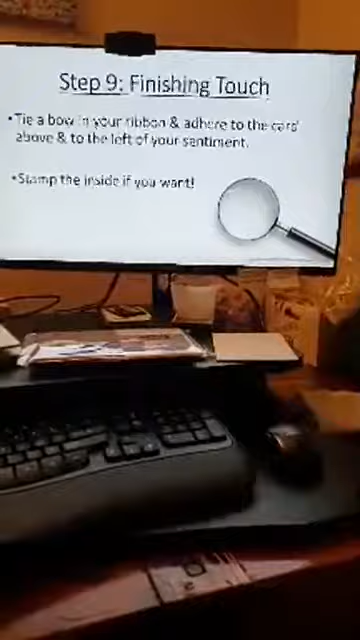 Step 9: Finishing Touch
•Tie a bow in your ribbon & adhere to the card
above & to the left of your sentiment.
•Stamp the inside if you want!